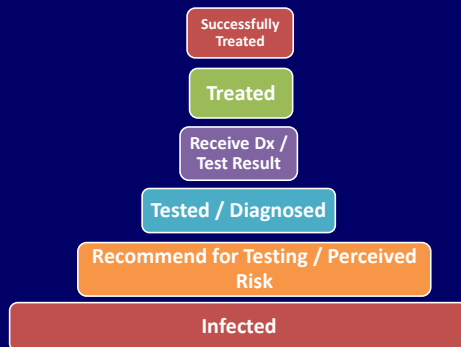 Successfully
Treated
Treated
Receive Dx /
Test Result
Tested / Diagnosed
Recommend for Testing / Perceived
Risk
Infected